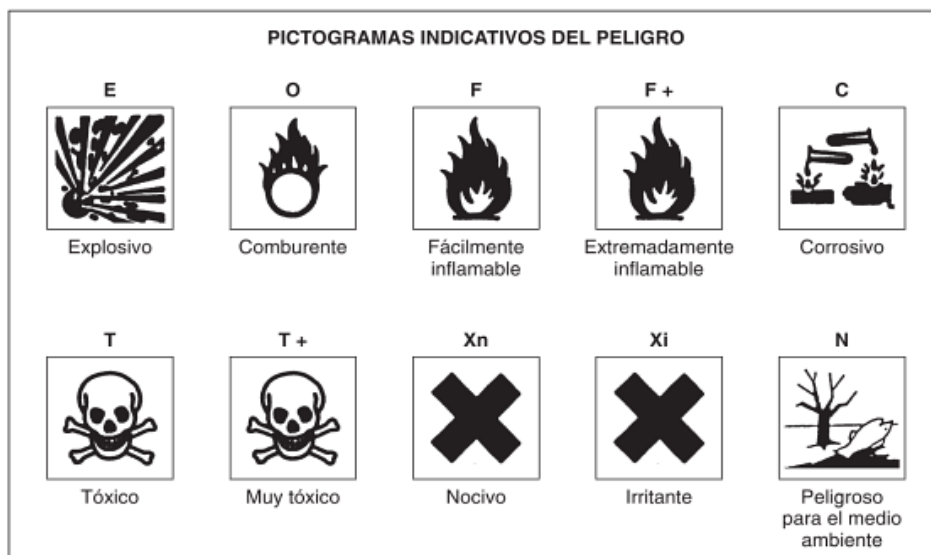 PICTOGRAMAS INDICATIVOS DEL PELIGRO
E
O
F
F +
C
Explosivo
Comburente
Fácilmente
inflamable
Extremadamente
inflamable
Corrosivo
T
T +
Xn
Xi
N
Tóxico
Muy tóxico
Nocivo
Irritante
Peligroso
para el medio
ambiente